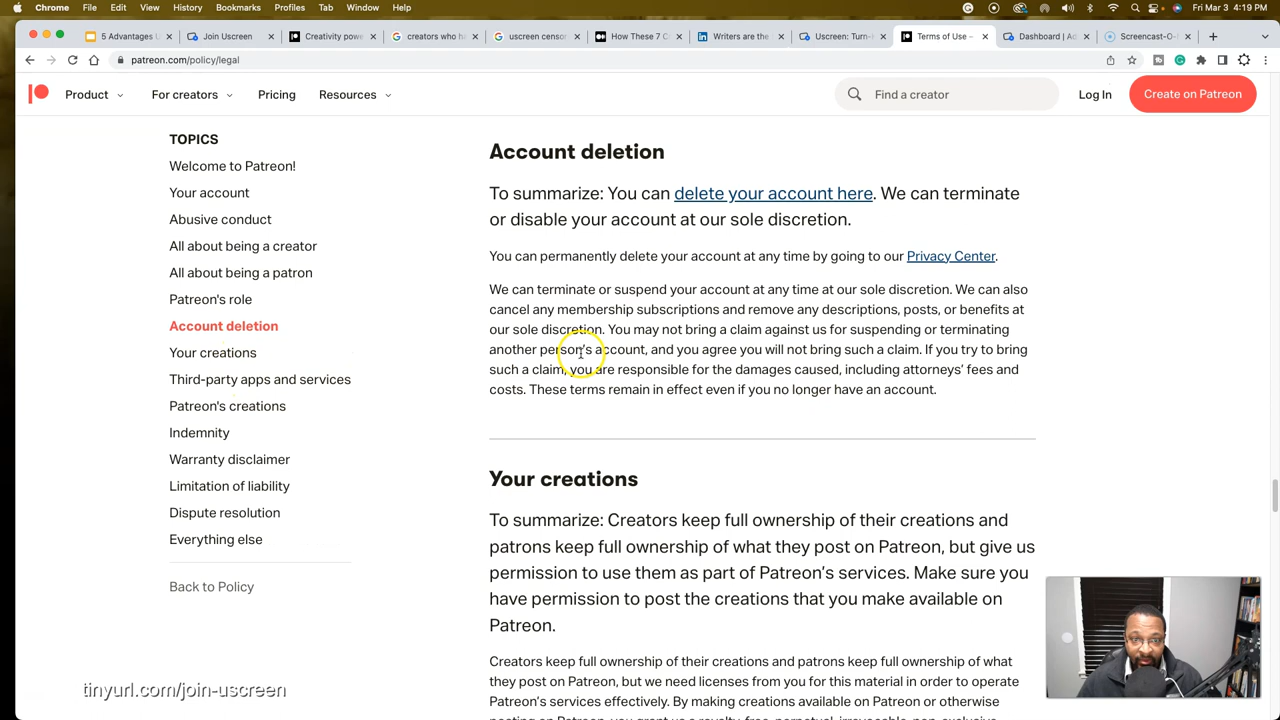 Chrome File Edit View History Bookmarks Profiles Tab Window Help Fri Mar 3 4:19 PM
5 Advantages U Join Uscreen Creativity pow creators who ha uscreen censor How These 7 C Writers are the Uscreen: Turn- Terms of Use – Dashboard | Ad Screencast-O-
patreon.com/policy/legal
Product For creators Pricing Resources Find a creator Log In Create on Patreon
TOPICS
Welcome to Patreon!
Your account
Abusive conduct
All about being a creator
All about being a patron
Patreon's role
Account deletion
Your creations
Third-party apps and services
Patreon's creations
Indemnity
Warranty disclaimer
Limitation of liability
Dispute resolution
Everything else
Back to Policy
Account deletion
To summarize: You can delete your account here. We can terminate
or disable your account at our sole discretion.
You can permanently delete your account at any time by going to our Privacy Center.
We can terminate or suspend your account at any time at our sole discretion. We can also
cancel any membership subscriptions and remove any descriptions, posts, or benefits at
our sole discretion. You may not bring a claim against us for suspending or terminating
another person's account, and you agree you will not bring such a claim. If you try to bring
such a claim, you are responsible for the damages caused, including attorneys' fees and
costs. These terms remain in effect even if you no longer have an account.
Your creations
To summarize: Creators keep full ownership of their creations and
patrons keep full ownership of what they post on Patreon, but give us
permission to use them as part of Patreon's services. Make sure you
have permission to post the creations that you make available on
Patreon.
Creators keep full ownership of their creations and patrons keep full ownership of what
they post on Patreon, but we need licenses from you for this material in order to operate
Patreon's services effectively. By making creations available on Patreon or otherwise
tinyurl.com/join-uscreen